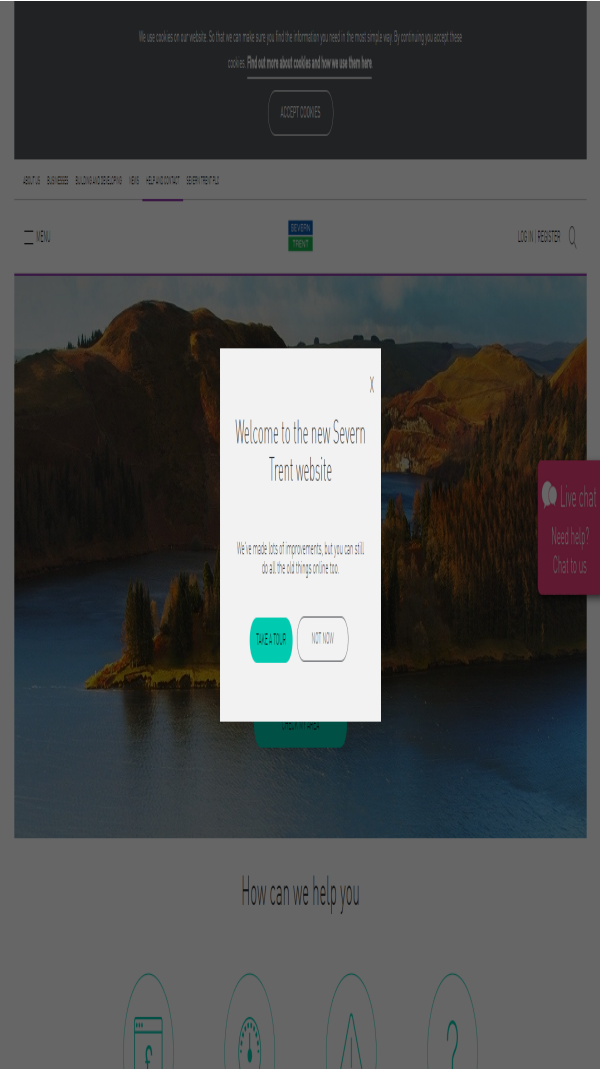 We use cookies on our website. So that we can make sure you find the information you need in the most simple way. By continuing you accept these
cookies. Find out more about cookies and how we use them here
ACCEPT COOKIES
ABOUT US BUSINESSES BUILDING AND DEVELOPING NEWS HELP AND CONTACT SEVERN TRENT PLC
MENU
SEVERN
TRENT
LOG IN | REGISTER
X
Welcome to the new Severn
Trent website
Live chat
Need help?
Chat to us
We've made lots of improvements, but you can still
do all the old things online too.
TAKE A TOUR
NOT NOW
How can we help you
£
?